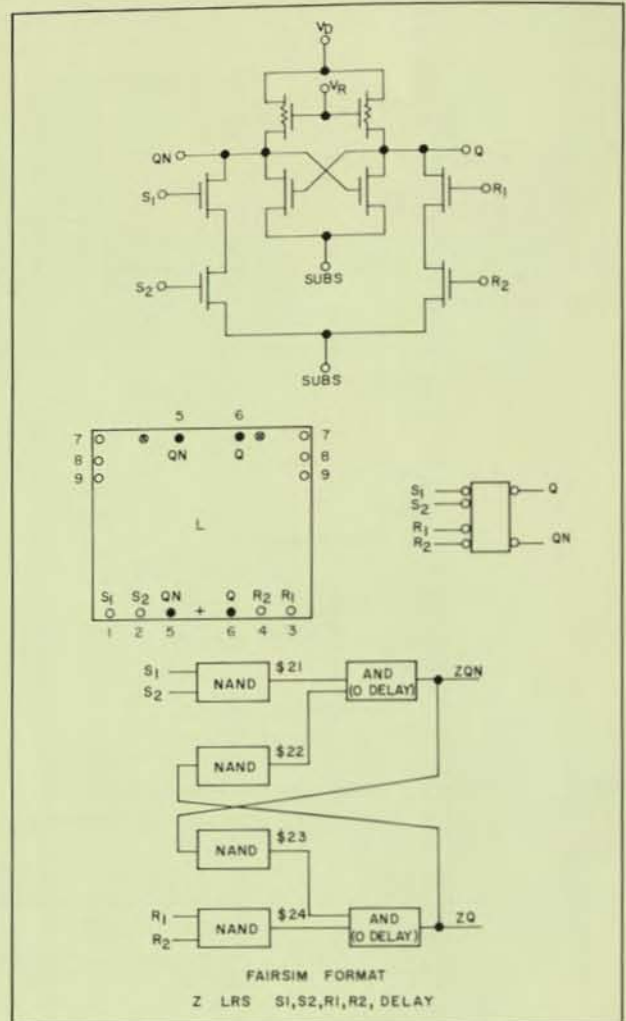 VD
VR
QN
Q
S1
R1
S2
R2
SUBS
SUBS
5 6
7 7
QN Q
8 8
9 9
L
S1 S2 QN + Q R2 R1
1 2 5 6 4 3
S1 Q
S2
R1
R2 QN
S1 NAND $21 AND (0 DELAY) ZQN
S2
NAND $22
NAND $23
R1 NAND $24 AND (0 DELAY) ZQ
R2
FAIRSIM FORMAT
Z LRS S1,S2,R1,R2, DELAY